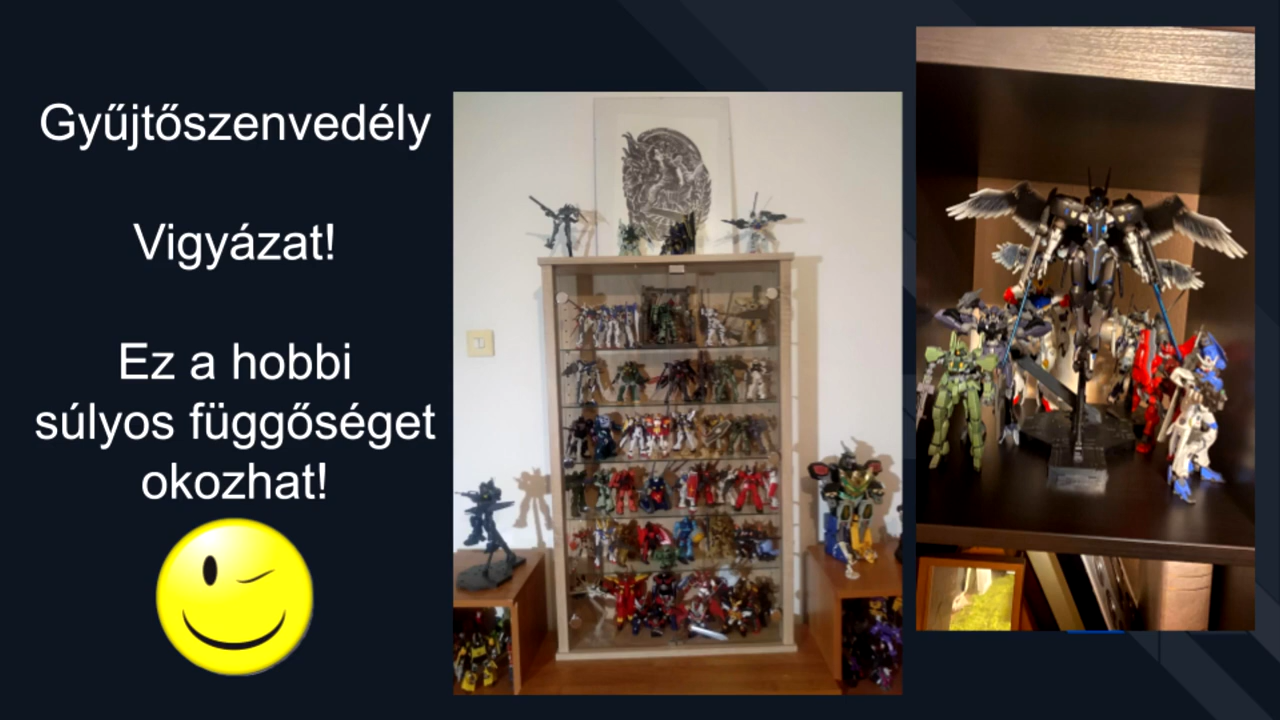 Gyűjtőszenvedély
Vigyázat!
Ez a hobbi
súlyos függőséget
okozhat!